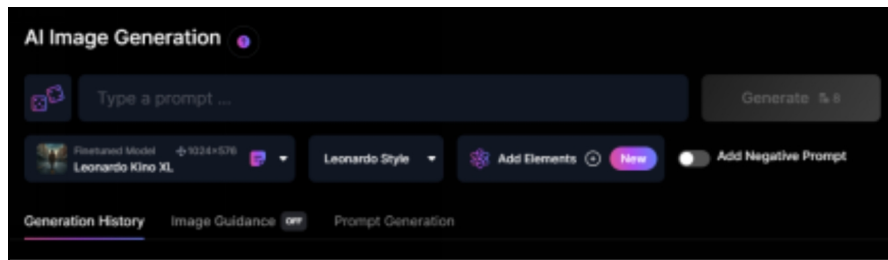 AI Image Generation
Type a prompt ...
Generate 8
Finetuned Model 1024×576
Leonardo Kino XL
Leonardo Style
Add Elements
New
Add Negative Prompt
Generation History
Image Guidance OFF
Prompt Generation